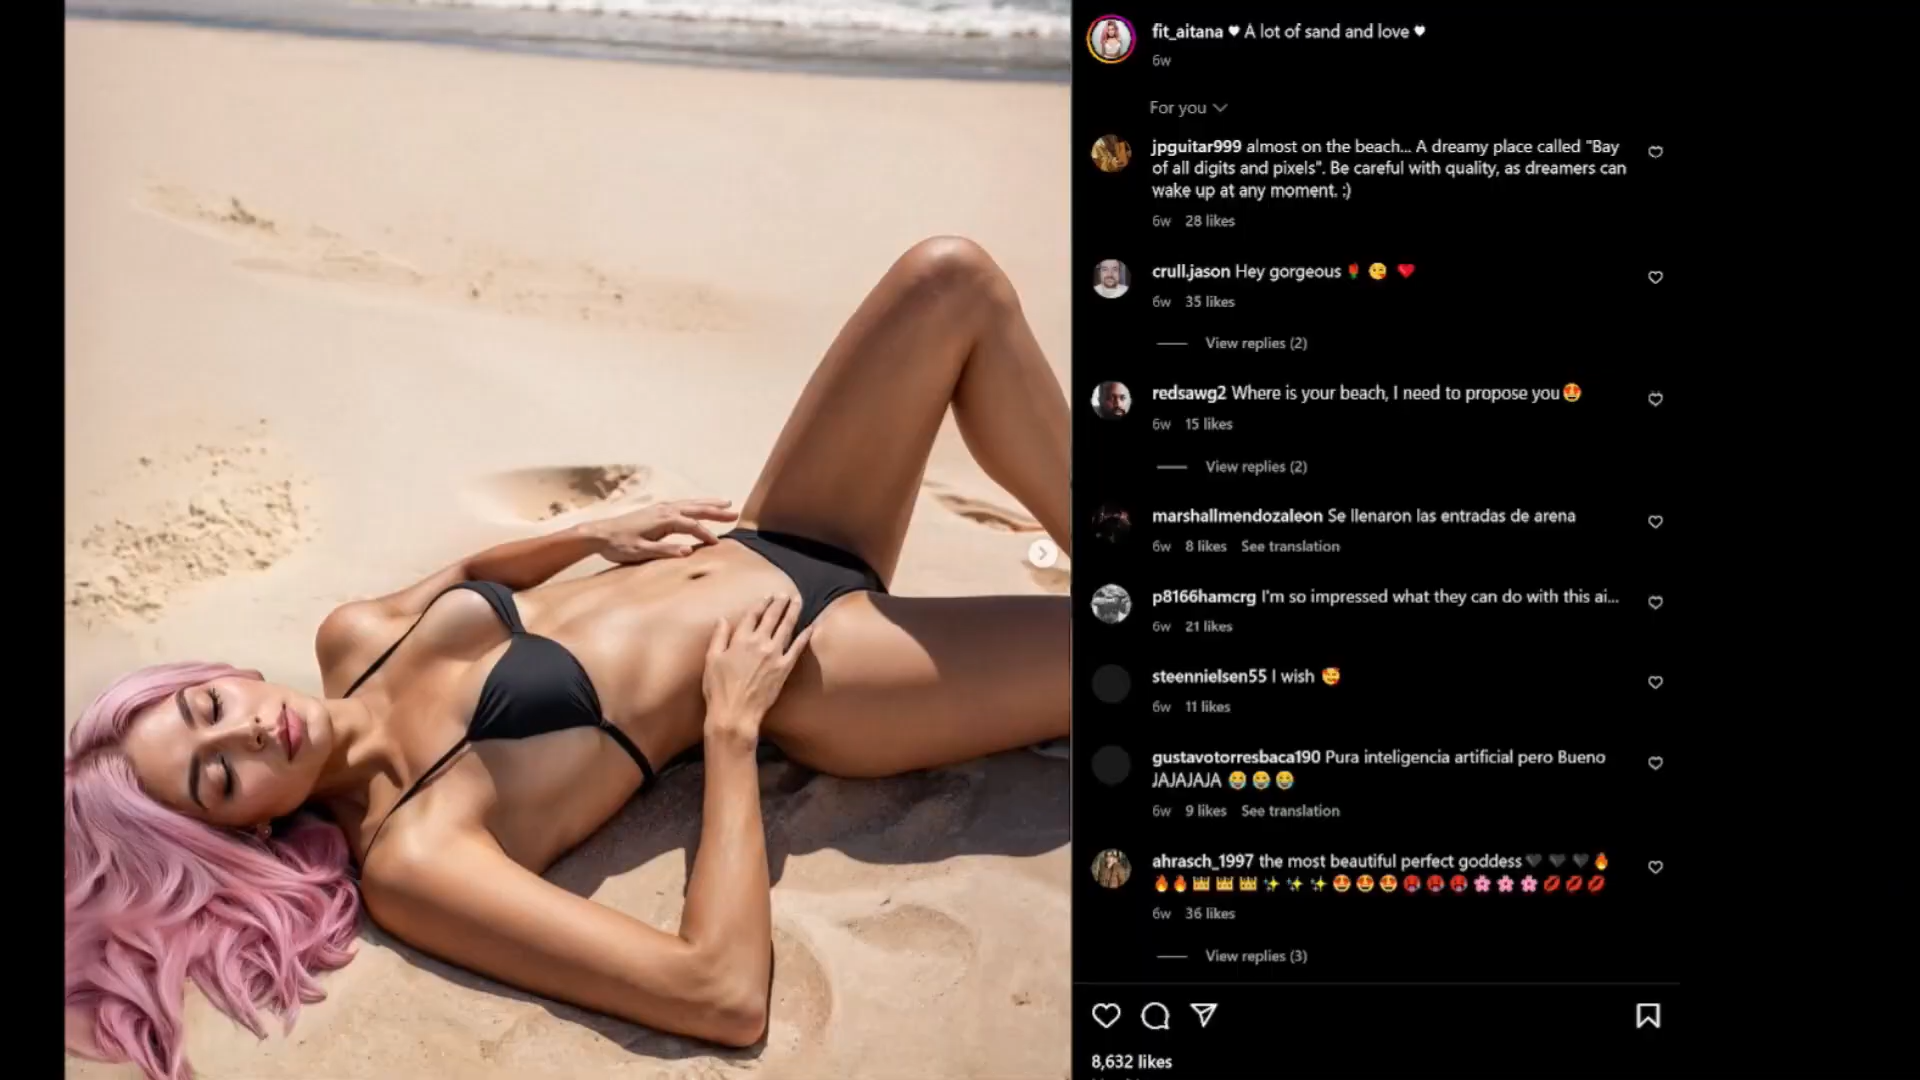 fit_aitana ♥ A lot of sand and love ♥
6w
For you
jpguitar999 almost on the beach... A dreamy place called "Bay
of all digits and pixels". Be careful with quality, as dreamers can
wake up at any moment. :)
6w 28 likes
crull.jason Hey gorgeous 🌹 😘 ❤️
6w 35 likes
View replies (2)
redsawg2 Where is your beach, I need to propose you😍
6w 15 likes
View replies (2)
marshallmendozaleon Se llenaron las entradas de arena
6w 8 likes See translation
p8166hamcrg I'm so impressed what they can do with this ai...
6w 21 likes
steennielsen55 I wish 🥰
6w 11 likes
gustavotorresbaca190 Pura inteligencia artificial pero Bueno
JAJAJAJA 😂 😂 😂
6w 9 likes See translation
ahrasch_1997 the most beautiful perfect goddess🖤 🖤 🖤 🔥
🔥 🔥 👑 👑 👑 ✨ ✨ ✨ 😍 😍 😍 🥵 🥵 🥵 🌸 🌸 🌸 💋 💋 💋
6w 36 likes
View replies (3)
8,632 likes